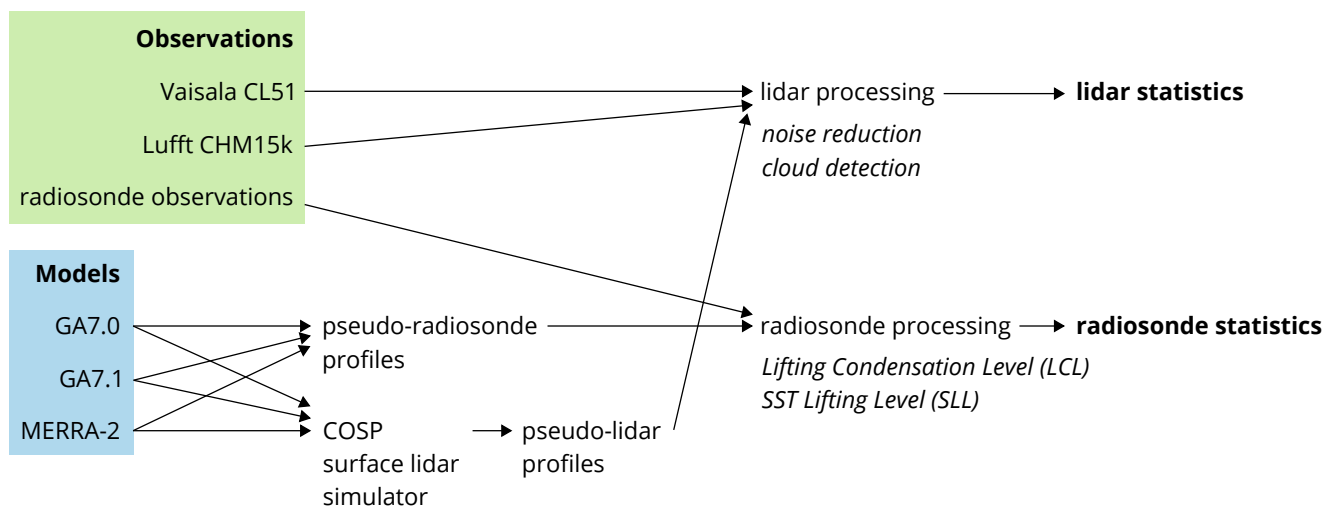 Observations
Vaisala CL51
Lufft CHM15k
radiosonde observations
lidar processing
noise reduction
cloud detection
lidar statistics
Models
GA7.0
GA7.1
MERRA-2
pseudo-radiosonde
profiles
COSP
surface lidar
simulator
pseudo-lidar
profiles
radiosonde processing
Lifting Condensation Level (LCL)
SST Lifting Level (SLL)
radiosonde statistics